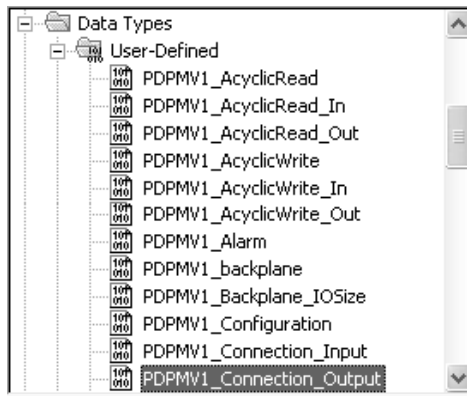 Data Types
User-Defined
PDPMV1_AcyclicRead
PDPMV1_AcyclicRead_In
PDPMV1_AcyclicRead_Out
PDPMV1_AcyclicWrite
PDPMV1_AcyclicWrite_In
PDPMV1_AcyclicWrite_Out
PDPMV1_Alarm
PDPMV1_backplane
PDPMV1_Backplane_IOSize
PDPMV1_Configuration
PDPMV1_Connection_Input
PDPMV1_Connection_Output